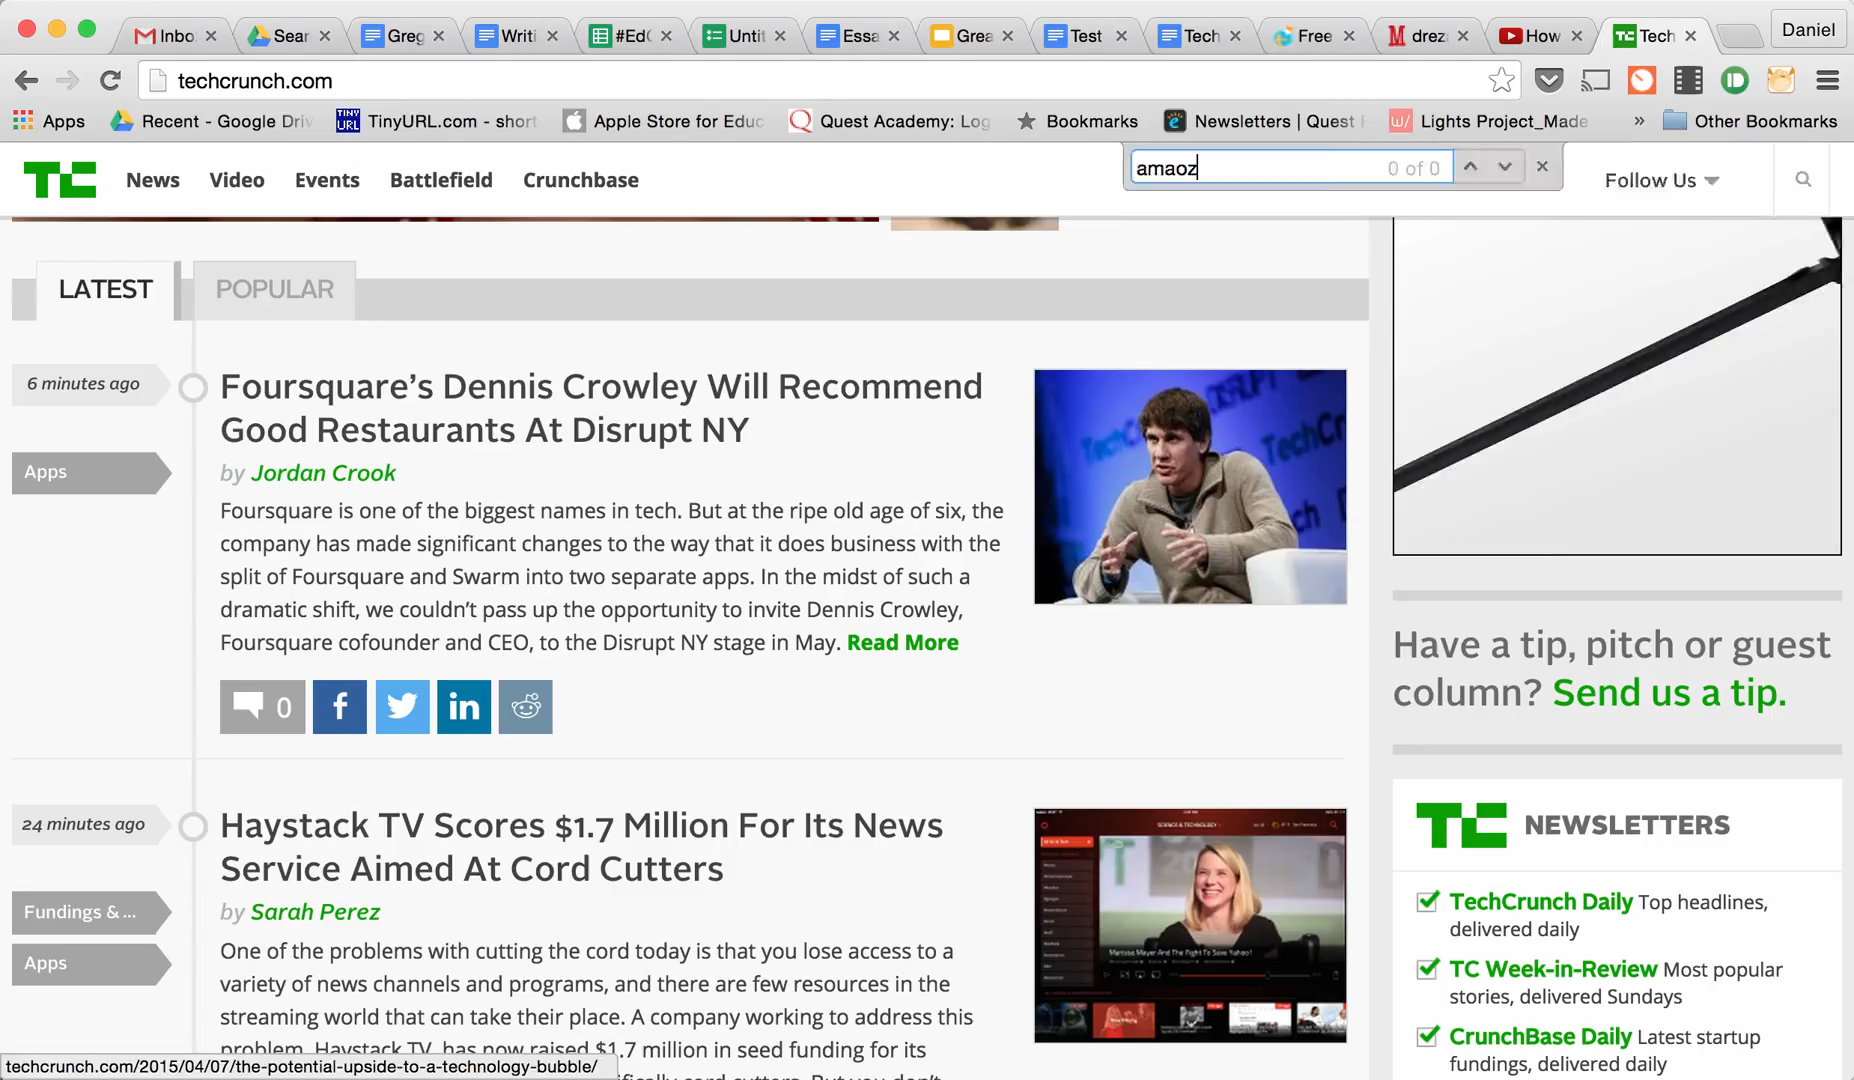 Inbo
Sear
Greg
Writi
#Ed
Untit
Essa
Grea
Test
Tech
Free
drez
How
Tech
Daniel
techcrunch.com
Apps
Recent - Google Driv
TINY URL
TinyURL.com - short
Apple Store for Educ
Quest Academy: Log
Bookmarks
Newsletters | Quest
Lights Project_Made
» Other Bookmarks
News Video Events Battlefield Crunchbase
amaoz 0 of 0
Follow Us
LATEST POPULAR
6 minutes ago
Apps
Foursquare’s Dennis Crowley Will Recommend
Good Restaurants At Disrupt NY
by Jordan Crook
Foursquare is one of the biggest names in tech. But at the ripe old age of six, the
company has made significant changes to the way that it does business with the
split of Foursquare and Swarm into two separate apps. In the midst of such a
dramatic shift, we couldn’t pass up the opportunity to invite Dennis Crowley,
Foursquare cofounder and CEO, to the Disrupt NY stage in May. Read More
0
24 minutes ago
Fundings & ...
Apps
Haystack TV Scores $1.7 Million For Its News
Service Aimed At Cord Cutters
by Sarah Perez
One of the problems with cutting the cord today is that you lose access to a
variety of news channels and programs, and there are few resources in the
streaming world that can take their place. A company working to address this
problem, Haystack TV, has now raised $1.7 million in seed funding for its
SCIENCE & TECHNOLOGY
Marissa Mayer And The Fight To Save Yahoo!
Have a tip, pitch or guest
column? Send us a tip.
TC NEWSLETTERS
TechCrunch Daily Top headlines,
delivered daily
TC Week-in-Review Most popular
stories, delivered Sundays
CrunchBase Daily Latest startup
fundings, delivered daily
techcrunch.com/2015/04/07/the-potential-upside-to-a-technology-bubble/